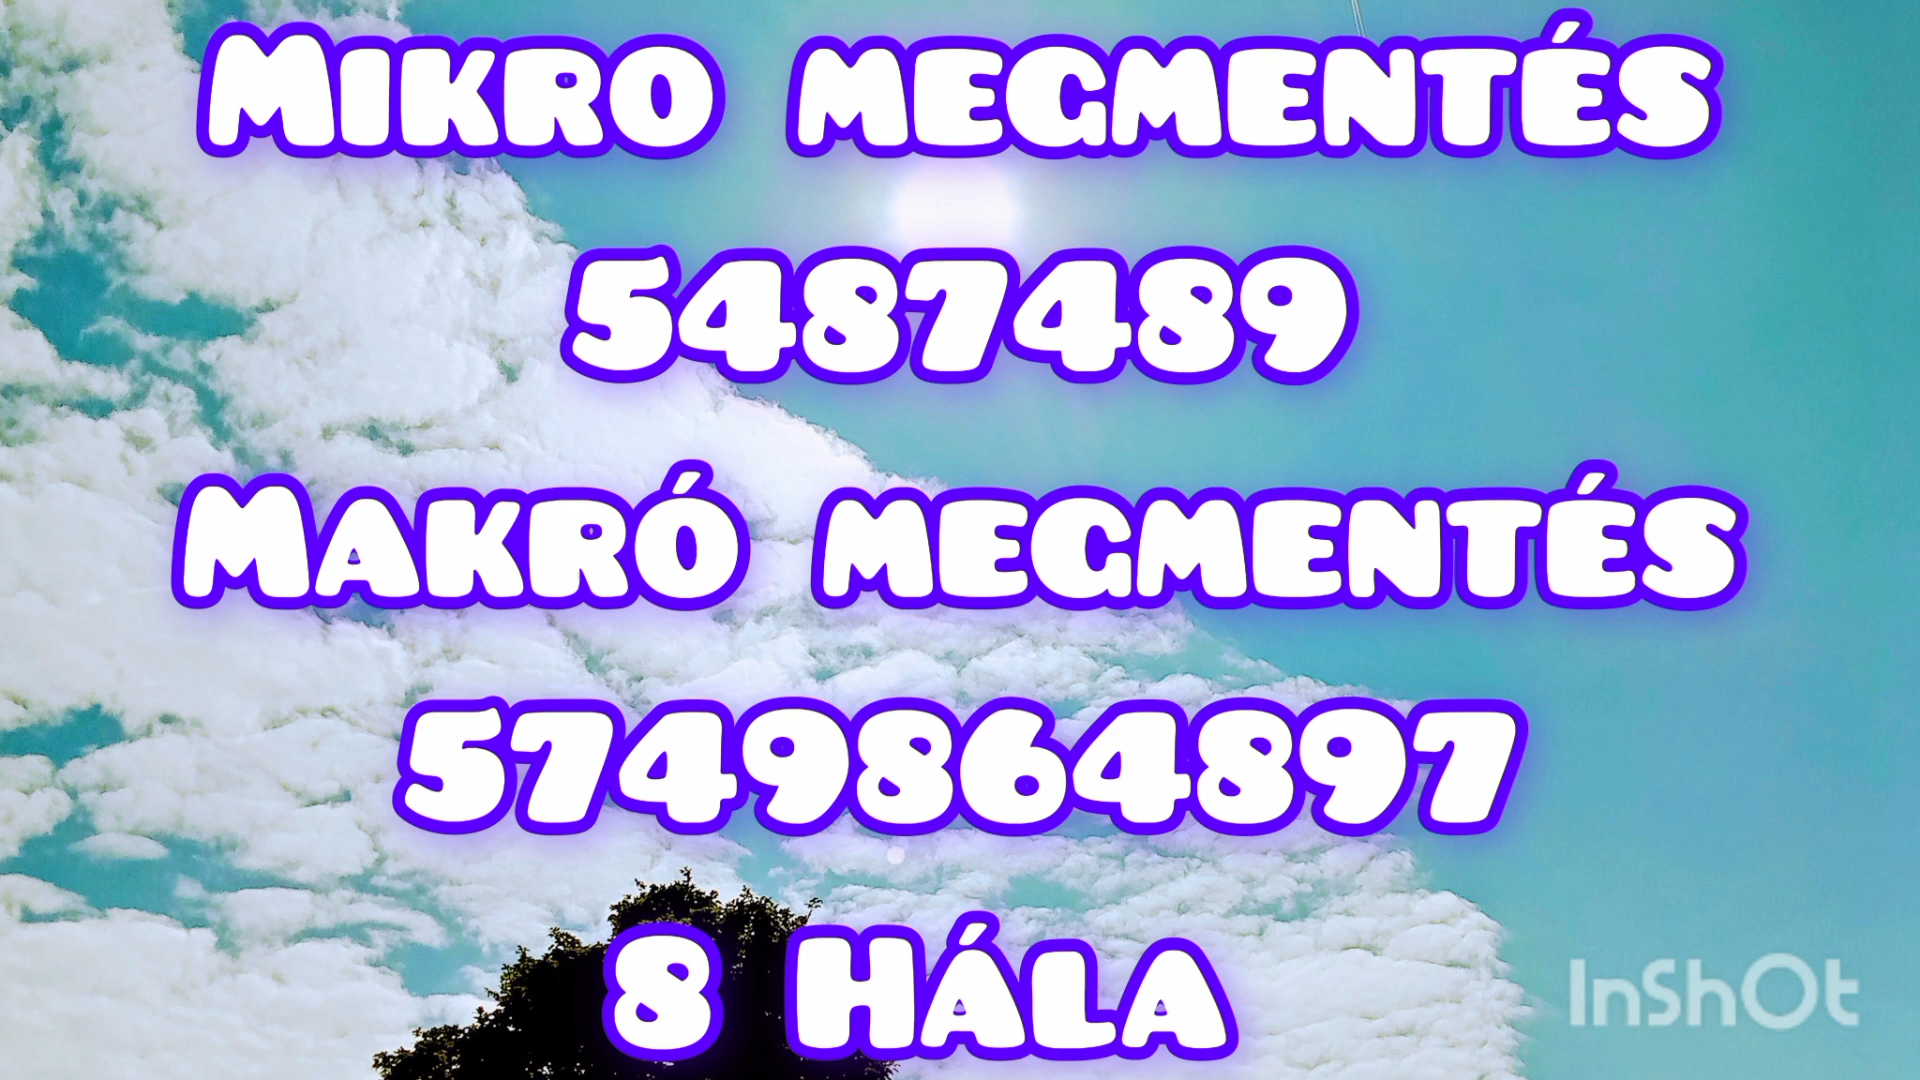 Mikro megmentés
5487489
Makró megmentés
5749864897
8 Hála
InShOt